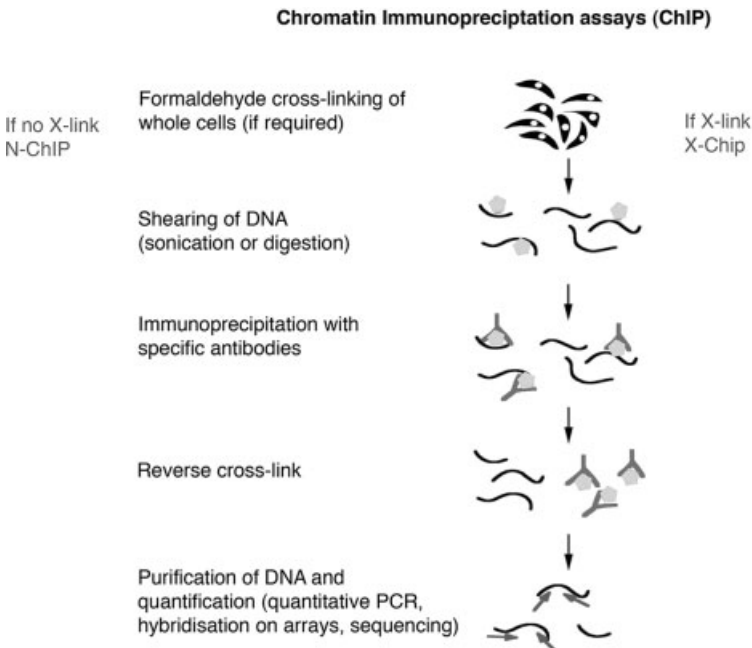 Chromatin Immunopreciptation assays (ChIP)
Formaldehyde cross-linking of
whole cells (if required)
If no X-link
N-ChIP
If X-link
X-Chip
Shearing of DNA
(sonication or digestion)
Immunoprecipitation with
specific antibodies
Reverse cross-link
Purification of DNA and
quantification (quantitative PCR,
hybridisation on arrays, sequencing)